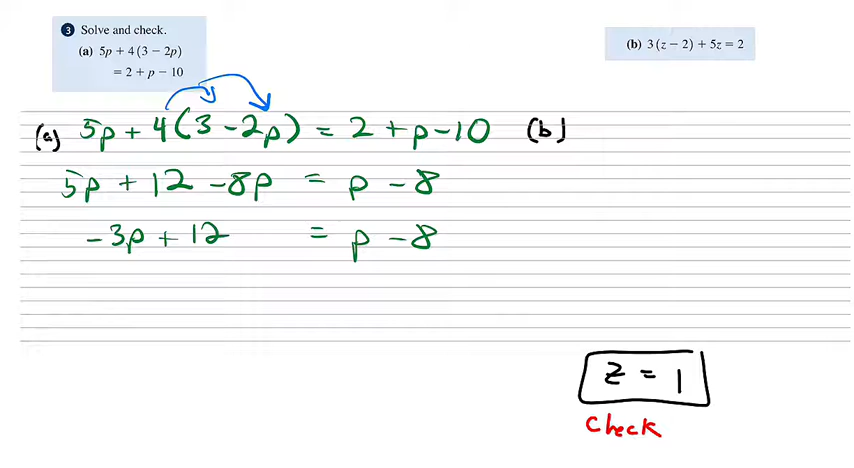 3 Solve and check.
(a) 5p + 4(3 − 2p)
= 2 + p − 10
(b) 3(z − 2) + 5z = 2
(a) 5p + 4(3 − 2p) = 2 + p − 10
5p + 12 − 8p = p − 8
− 3p + 12 = p − 8
(b)
z = 1
check